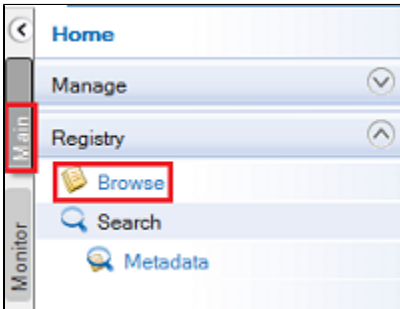 Home
Manage
Main
Registry
Browse
Search
Monitor
Metadata